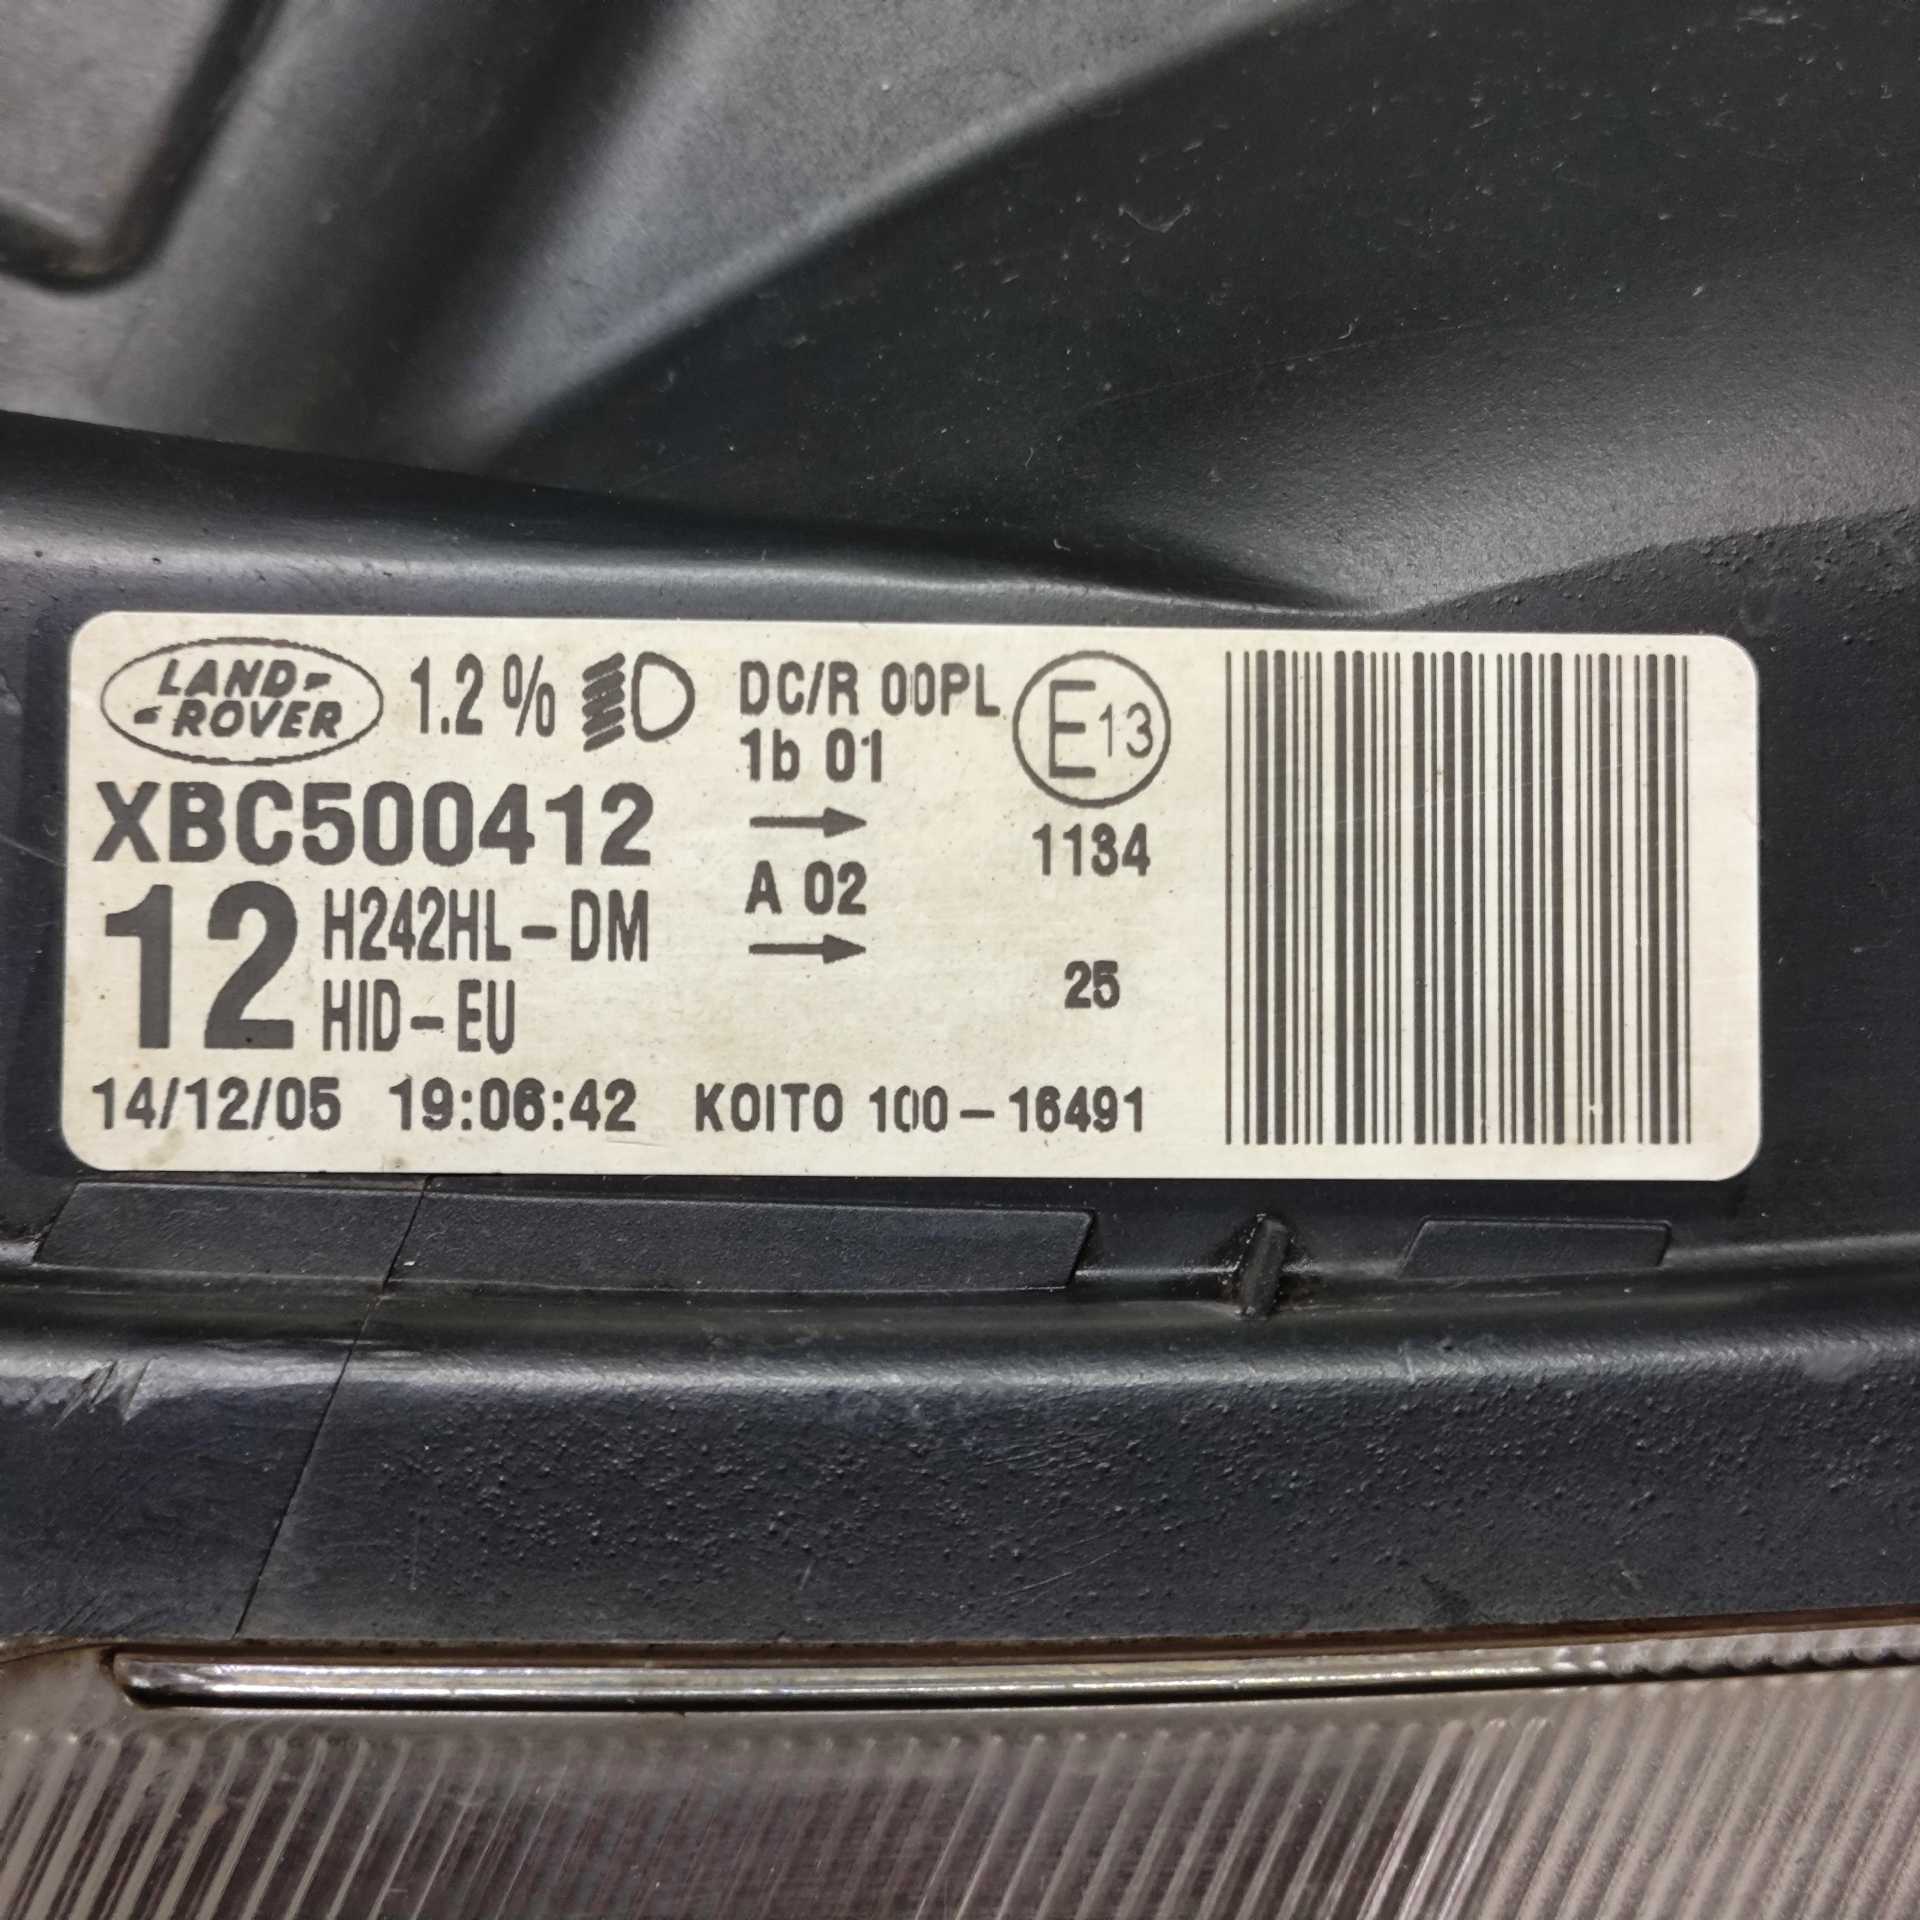 LAND-
-ROVER
1.2%
XBC500412
12 H242HL-DM
HID-EU
14/12/05 19:06:42
DC/R 00PL
1b 01
→
A 02
→
E13
1134
25
KOITO 100-16491